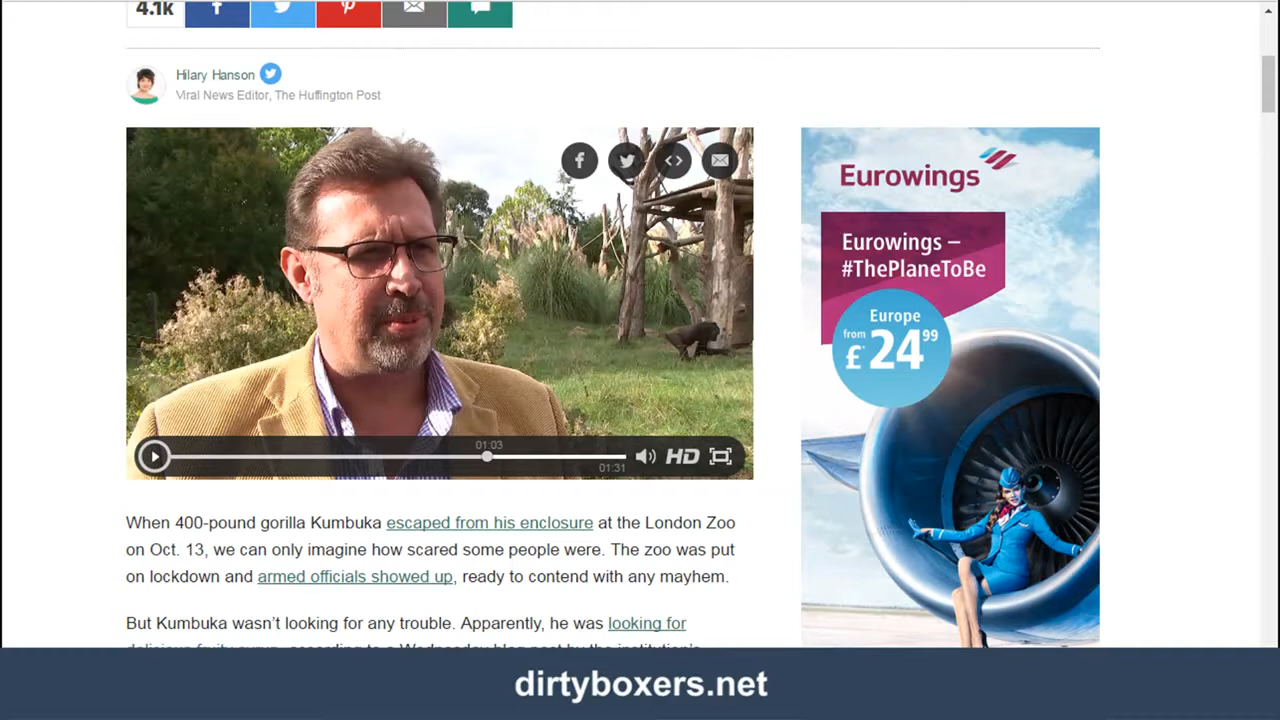 4.1k
Hilary Hanson
Viral News Editor, The Huffington Post
01:03
01:31
HD
Eurowings
Eurowings –
#ThePlaneToBe
Europe
from
£24.99
When 400-pound gorilla Kumbuka escaped from his enclosure at the London Zoo
on Oct. 13, we can only imagine how scared some people were. The zoo was put
on lockdown and armed officials showed up, ready to contend with any mayhem.
But Kumbuka wasn't looking for any trouble. Apparently, he was looking for
dirtyboxers.net